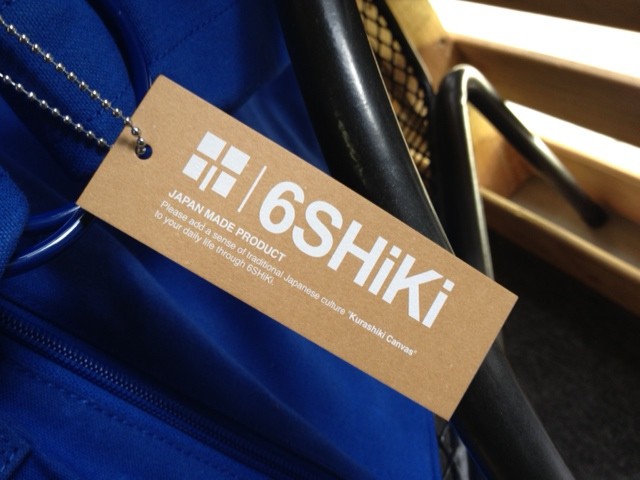 6SHiKi
JAPAN MADE PRODUCT
Please add a sense of traditional Japanese culture "Kurashiki Canvas"
to your daily life through 6SHiKi.